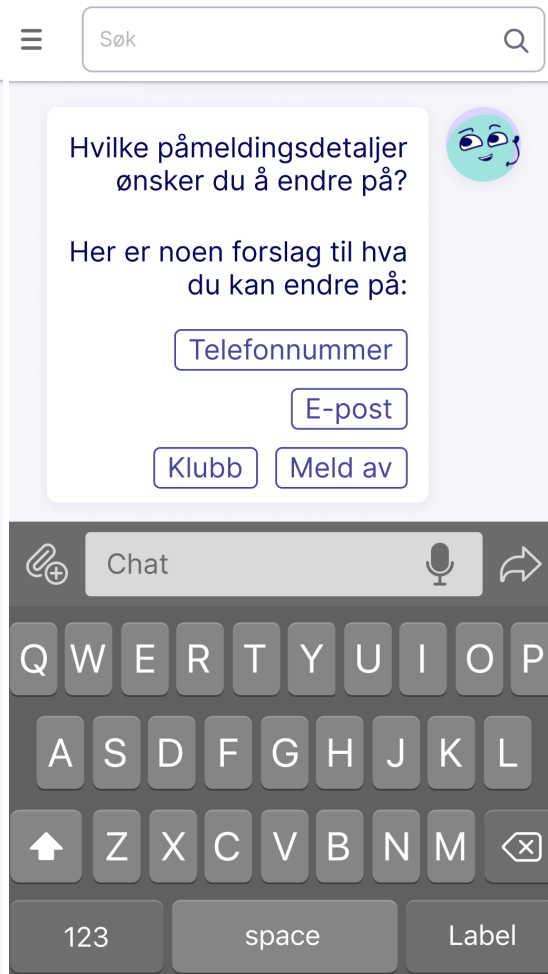 Søk
Hvilke påmeldingsdetaljer
ønsker du å endre på?
Her er noen forslag til hva
du kan endre på:
Telefonnummer
E-post
Klubb Meld av
Chat
Q W E R T Y U I O P
A S D F G H J K L
Z X C V B N M
123 space Label